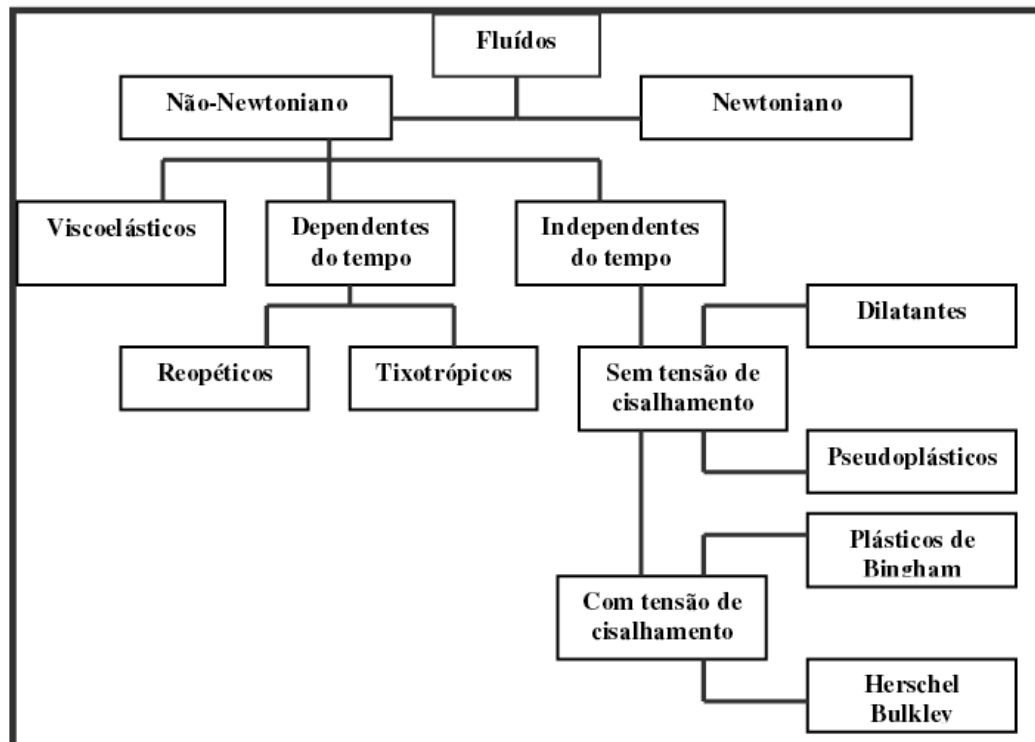 Fluídos
Não-Newtoniano
Newtoniano
Viscoelásticos
Dependentes
do tempo
Independentes
do tempo
Dilatantes
Reopéticos
Tixotrópicos
Sem tensão de
cisalhamento
Pseudoplásticos
Plásticos de
Bingham
Com tensão de
cisalhamento
Herschel
Bulkley